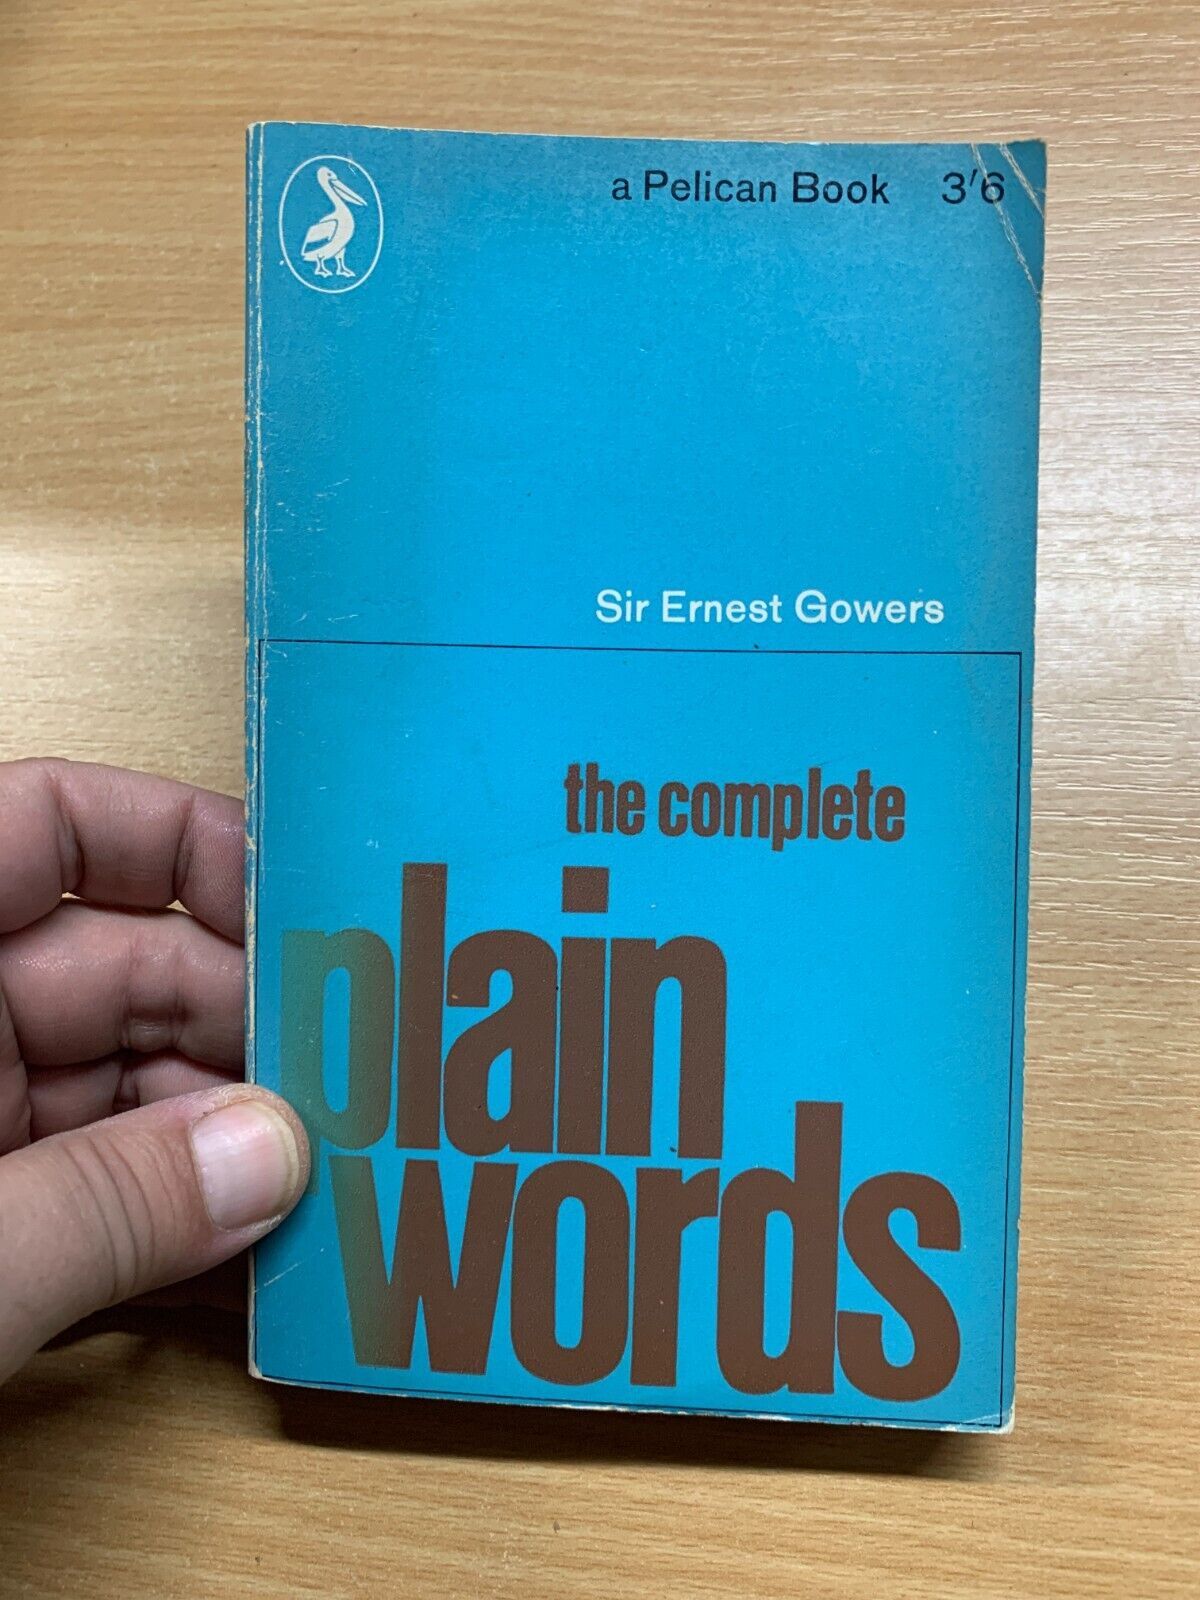 a Pelican Book 3'6
Sir Ernest Gowers
the complete
plain
words